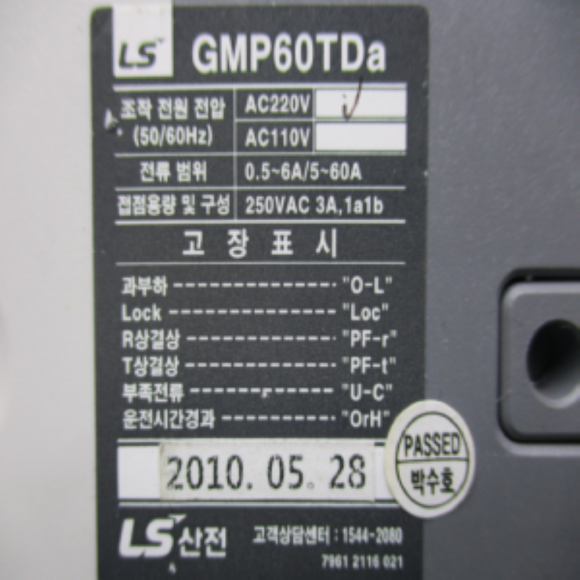 LS GMP60TDa
조작 전원 전압 AC220V
(50/60Hz) AC110V
전류 범위 0.5~6A/5~60A
접점용량 및 구성 250VAC 3A,1a1b
고 장 표 시
과부하 "O-L"
Lock "Loc"
R상결상 "PF-r"
T상결상 "PF-t"
부족전류 "U-C"
운전시간경과 "OrH"
PASSED
박수호
2010. 05. 28
LS산전 고객상담센터 : 1544-2080
7961 2116 021